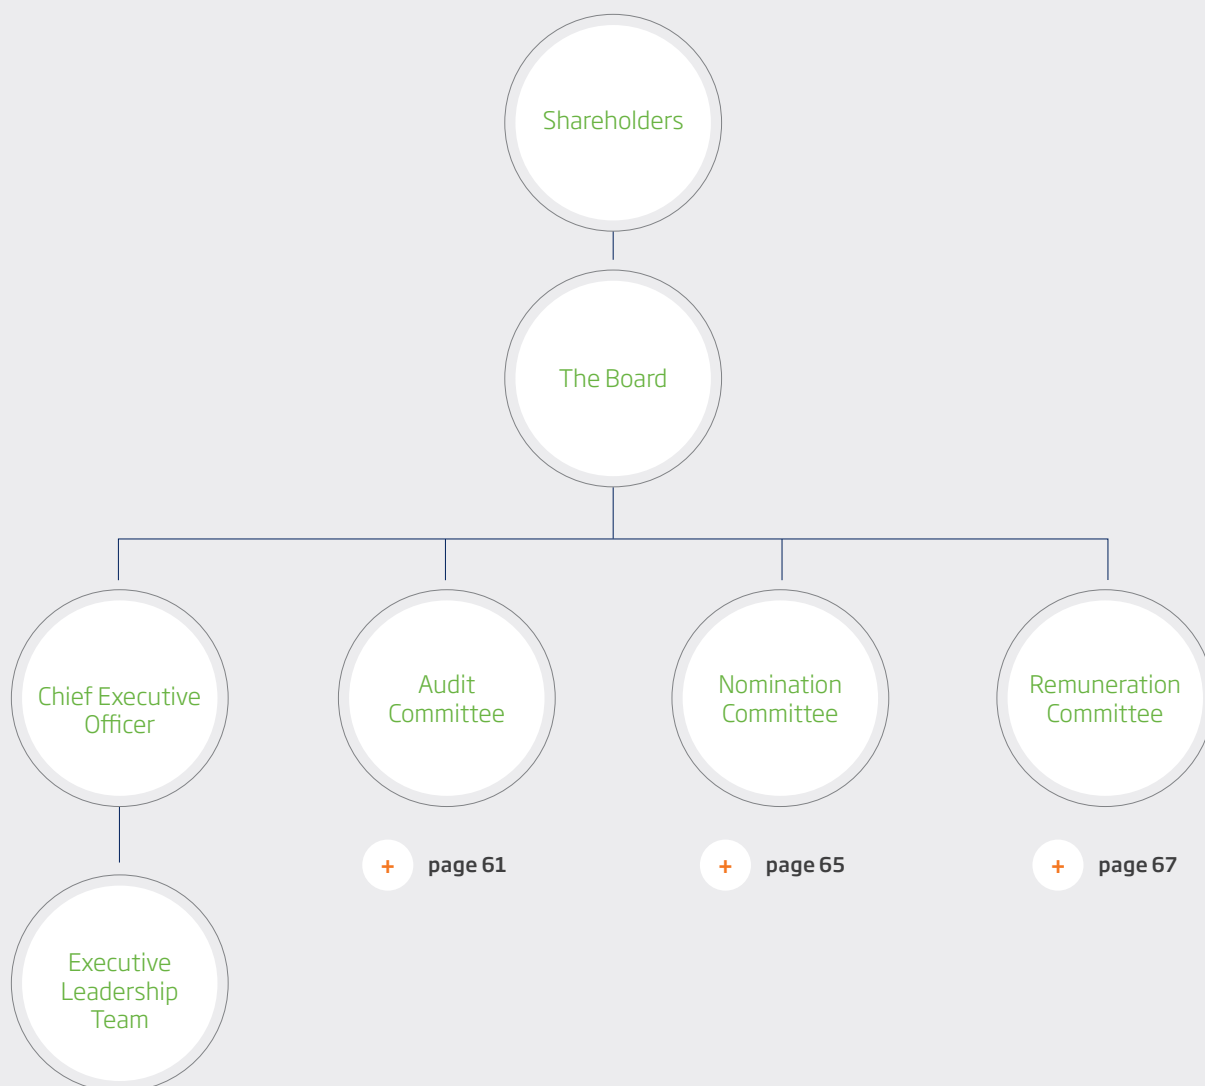 Shareholders
The Board
Chief Executive
Officer
Audit
Committee
Nomination
Committee
Remuneration
Committee
+ page 61
+ page 65
+ page 67
Executive
Leadership
Team